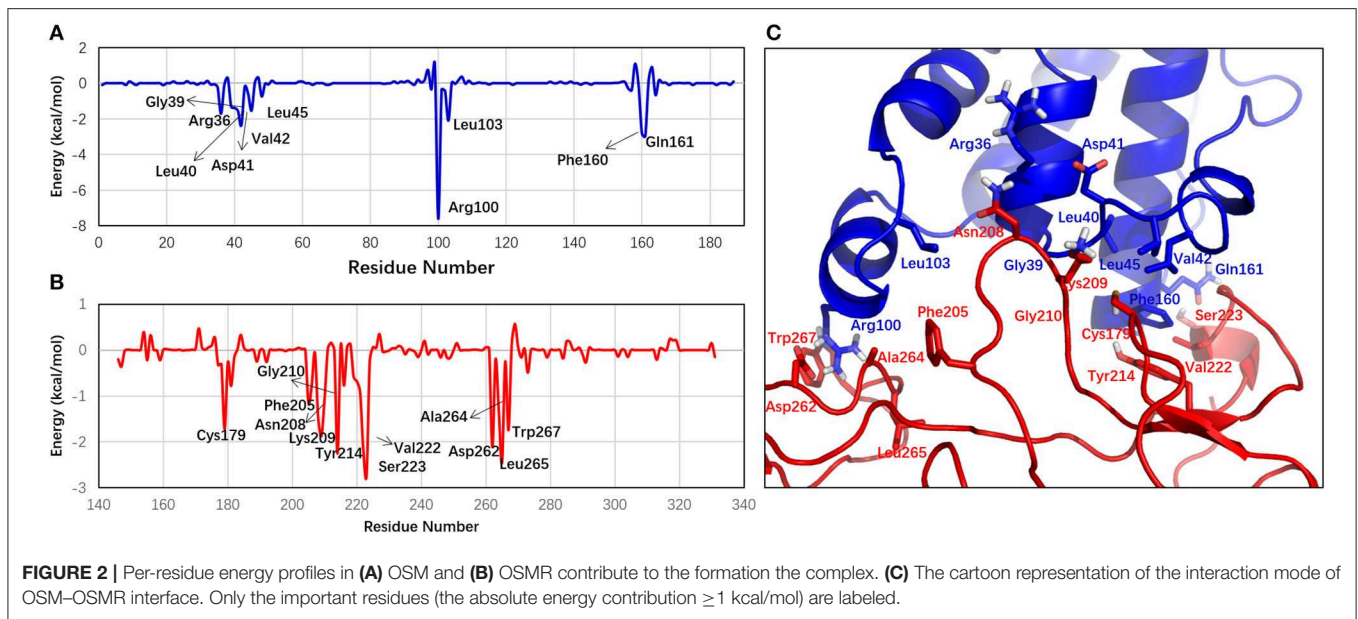 A
Energy (kcal/mol)
2
0
-2
-4
-6
-8
Gly39
Arg36
Leu45
Val42
Leu40
Asp41
Leu103
Arg100
Phe160
Gln161
0 20 40 60 80 100 120 140 160 180
Residue Number
B
Energy (kcal/mol)
1
0
-1
-2
-3
Cys179
Gly210
Phe205
Asn208
Lys209
Tyr214
Val222
Ser223
Ala264
Asp262
Trp267
Leu265
140 160 180 200 220 240 260 280 300 320 340
Residue Number
C
Arg36
Asp41
Asn208
Leu40
Leu103
Gly39
Leu45
Val42
Gln161
ys209
Phe160
Ser223
Arg100
Phe205
Gly210
Cys179
Trp267
Ala264
Val222
Tyr214
Asp262
Leu265
FIGURE 2 | Per-residue energy profiles in (A) OSM and (B) OSMR contribute to the formation the complex. (C) The cartoon representation of the interaction mode of
OSM–OSMR interface. Only the important residues (the absolute energy contribution ≥1 kcal/mol) are labeled.